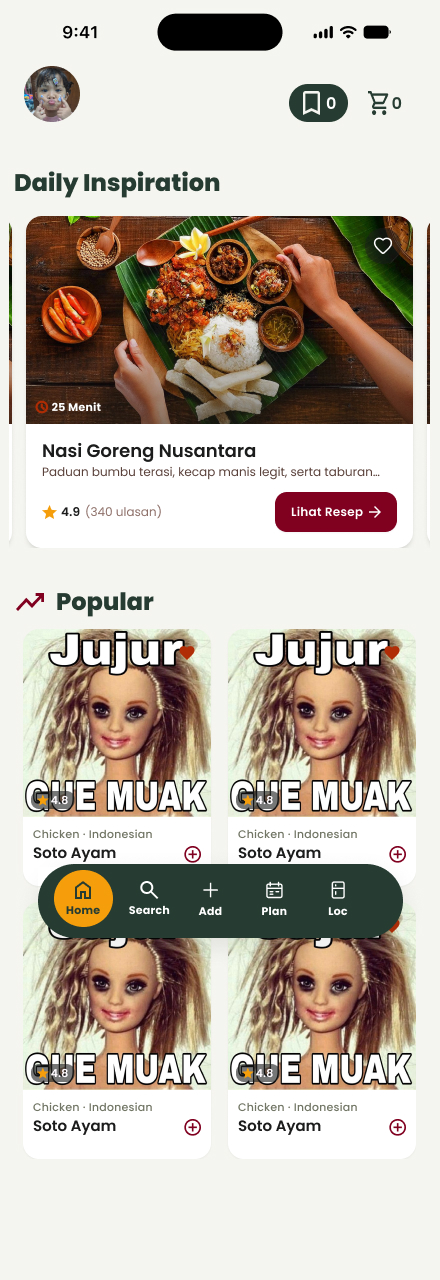 9:41
0
0
Daily Inspiration
25 Menit
Nasi Goreng Nusantara
Paduan bumbu terasi, kecap manis legit, serta taburan...
4.9 (340 ulasan)
Lihat Resep
Popular
Jujur
GUE MUAK
4.8
Chicken · Indonesian
Soto Ayam
Jujur
GUE MUAK
4.8
Chicken · Indonesian
Soto Ayam
Home
Search
Add
Plan
Loc
GUE MUAK
4.8
Chicken · Indonesian
Soto Ayam
GUE MUAK
4.8
Chicken · Indonesian
Soto Ayam